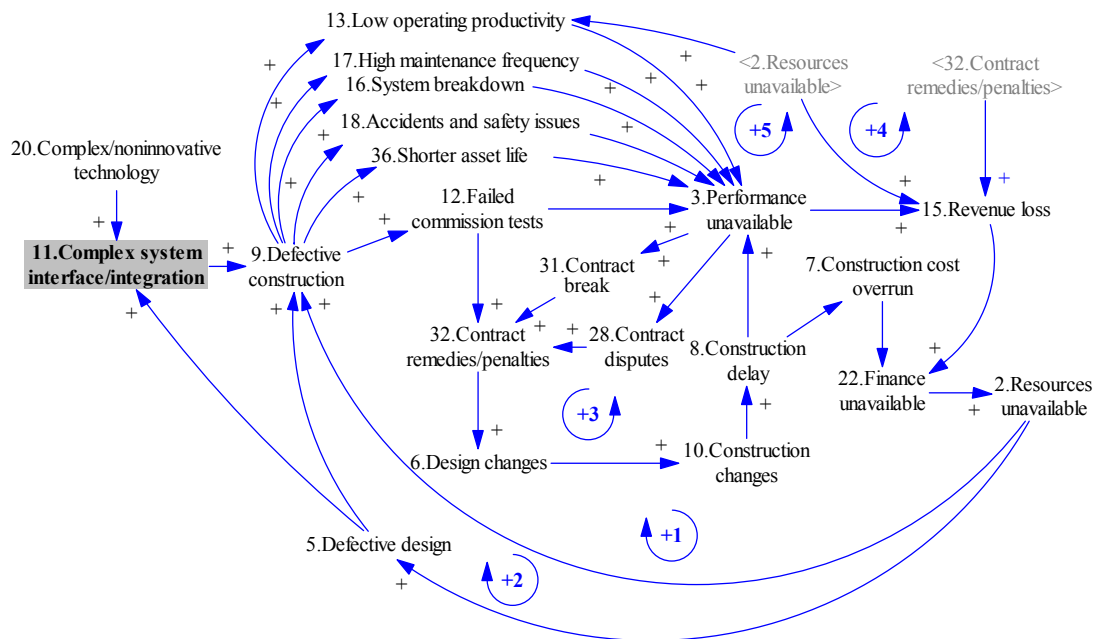 13.Low operating productivity
17.High maintenance frequency
16.System breakdown
<2.Resources
unavailable>
<32.Contract
remedies/penalties>
+5
+4
18.Accidents and safety issues
20.Complex/noninnovative
technology
36.Shorter asset life
12.Failed
commission tests
3.Performance
unavailable
15.Revenue loss
11.Complex system
interface/integration
9.Defective
construction
31.Contract
break
7.Construction cost
overrun
32.Contract
remedies/penalties
28.Contract
disputes
8.Construction
delay
22.Finance
unavailable
2.Resources
unavailable
+3
6.Design changes
10.Construction
changes
+1
5.Defective design
+2